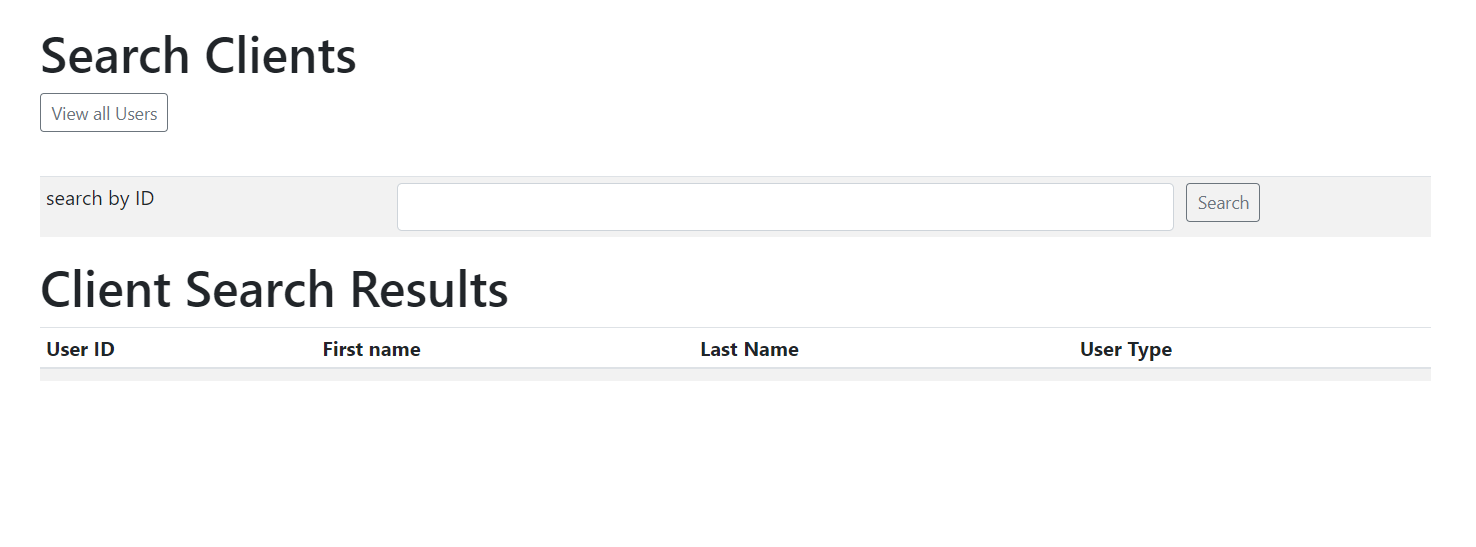 Search Clients
View all Users
search by ID Search
Client Search Results
User ID First name Last Name User Type